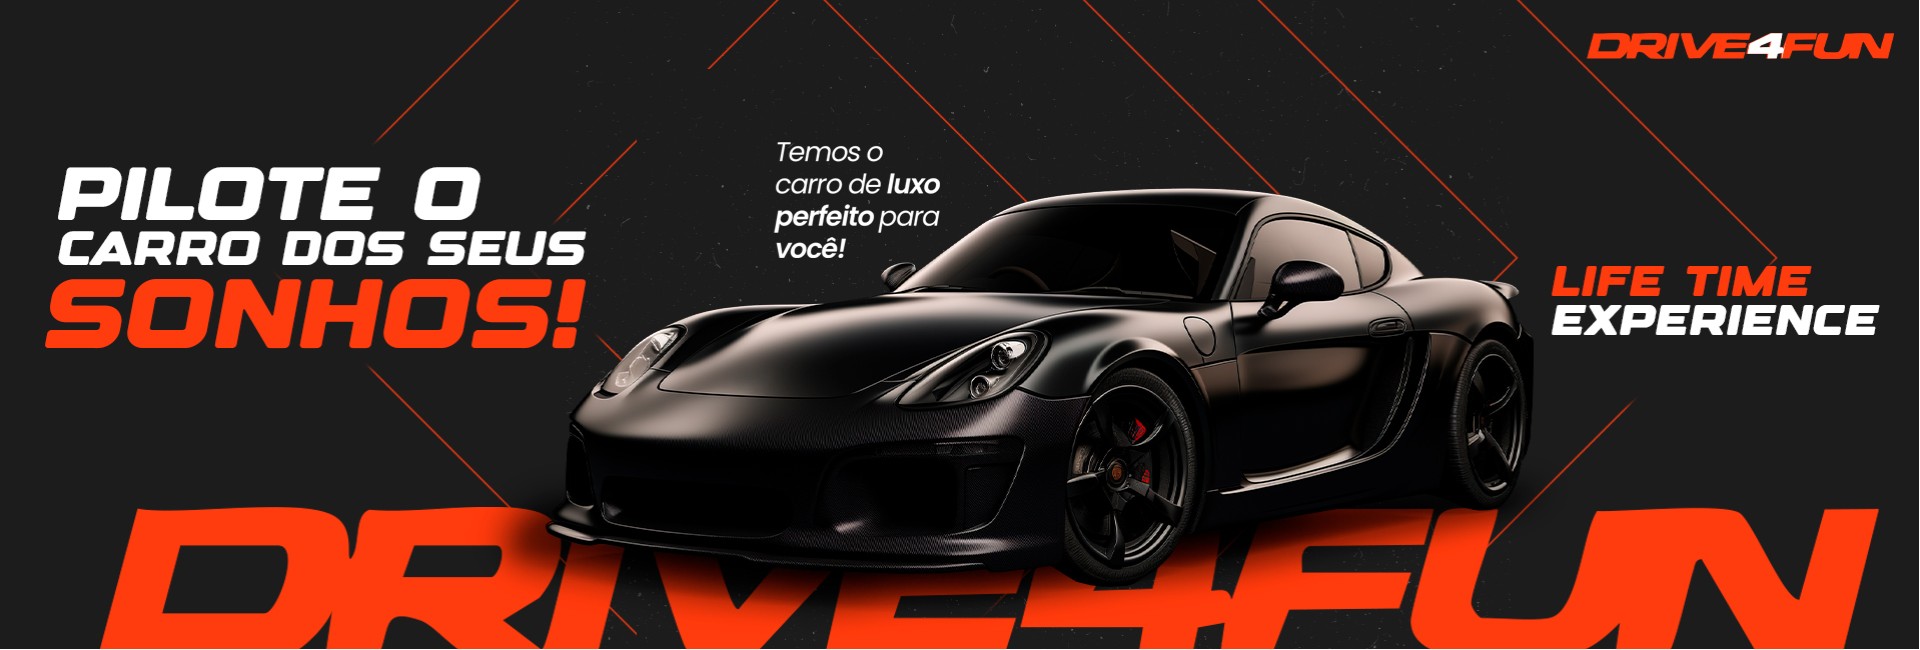 DRIVE4FUN
PILOTE O
CARRO DOS SEUS
SONHOS!
Temos o
carro de luxo
perfeito para
você!
LIFE TIME
EXPERIENCE
DRIVE4FUN